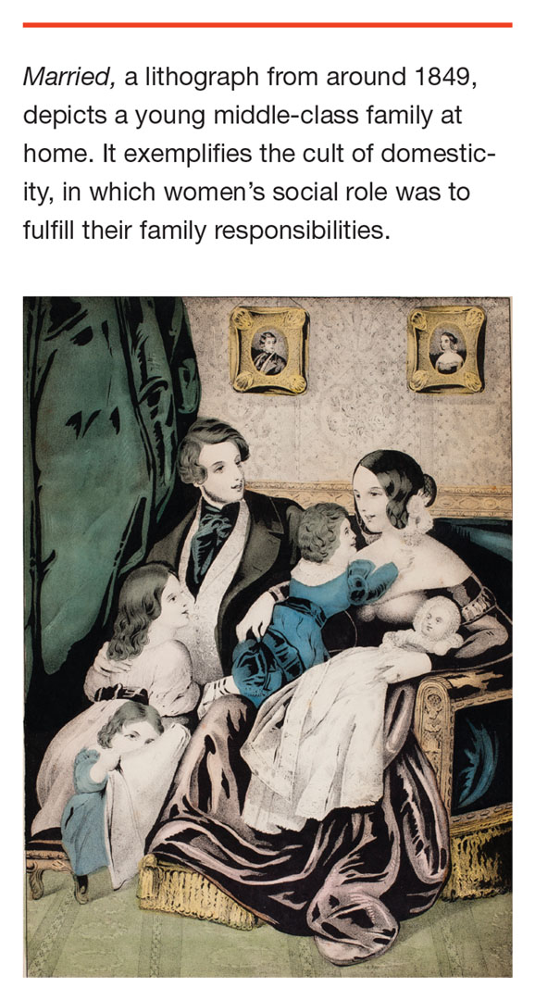 Married, a lithograph from around 1849,
depicts a young middle-class family at
home. It exemplifies the cult of domestic-
ity, in which women’s social role was to
fulfill their family responsibilities.